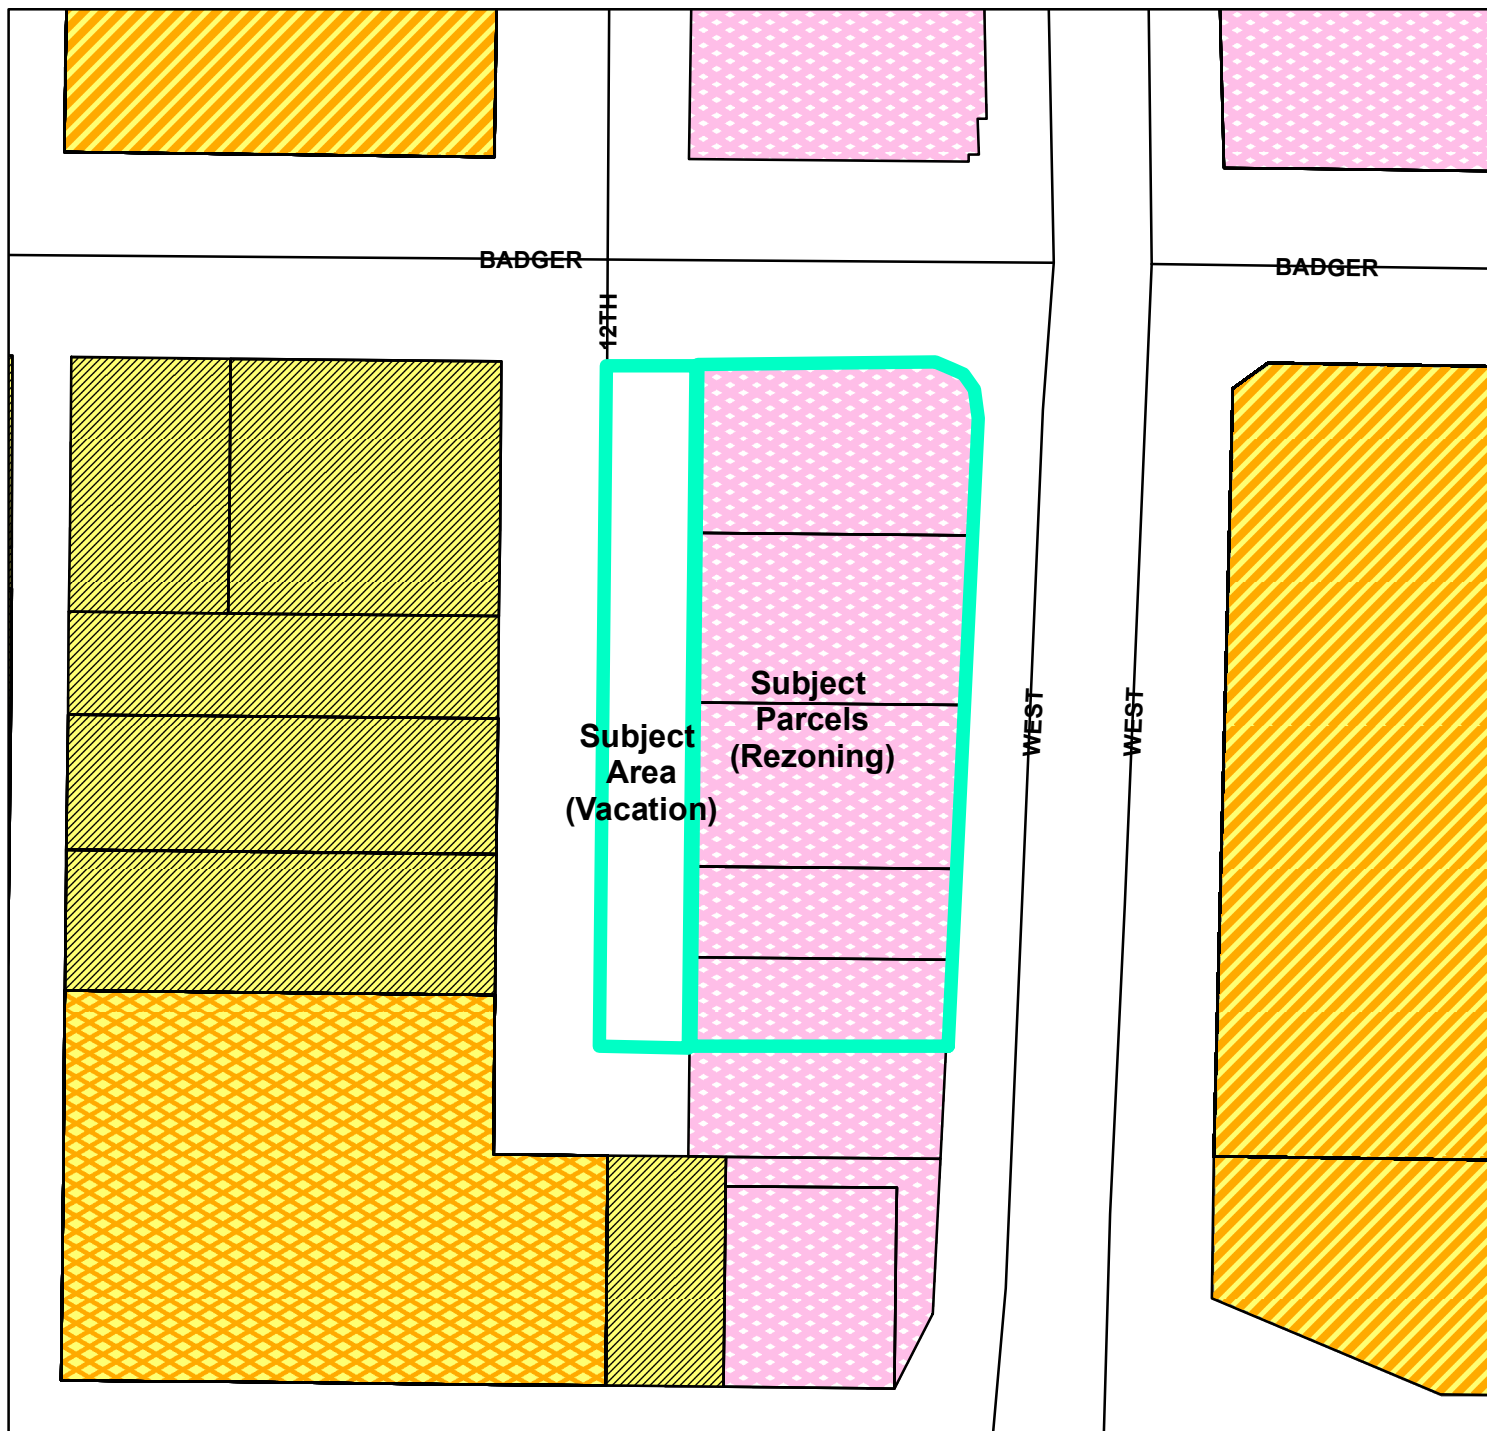 BADGER
BADGER
12TH
Subject
Parcels
(Rezoning)
Subject
Area
(Vacation)
WEST
WEST